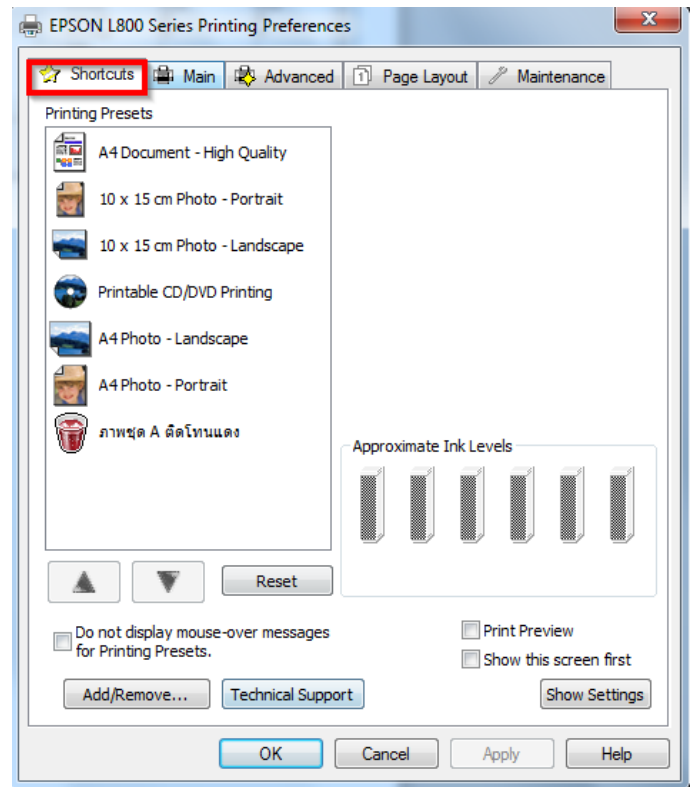 EPSON L800 Series Printing Preferences
Shortcuts Main Advanced Page Layout Maintenance
Printing Presets
A4 Document - High Quality
10 x 15 cm Photo - Portrait
10 x 15 cm Photo - Landscape
Printable CD/DVD Printing
A4 Photo - Landscape
A4 Photo - Portrait
ภาพชุด A ติดโทนแดง
Approximate Ink Levels
Reset
Do not display mouse-over messages
for Printing Presets.
Print Preview
Show this screen first
Add/Remove... Technical Support Show Settings
OK Cancel Apply Help